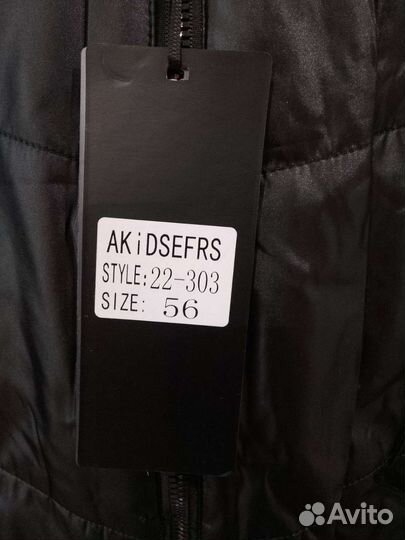 AKiDSEFRS
STYLE:22-303
SIZE: 56
Avito